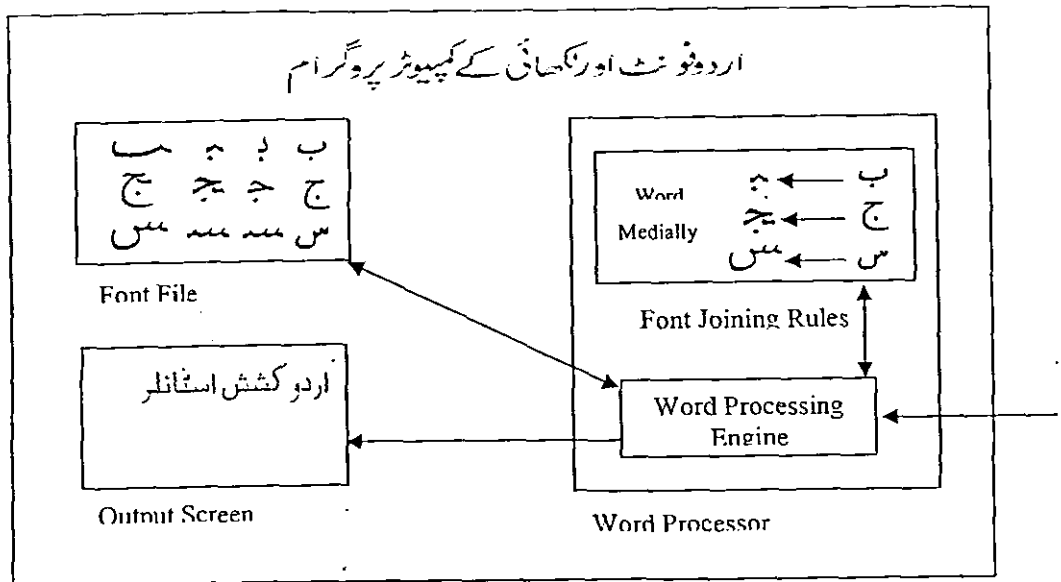 اردو فونٹ اور لکھائی کے کمپیوٹر پروگرام
ب بـ ـبـ ـب
ج جـ ـجـ ـج
س سـ ـسـ ـس
Font File
Word Medially
ب ـبـ
ج ـجـ
س ـس
Font Joining Rules
اردو کشش اسٹائلر
Output Screen
Word Processing
Engine
Word Processor